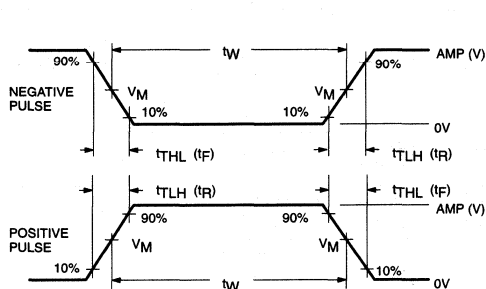 tW
AMP (V)
90%
90%
NEGATIVE
PULSE
VM
VM
10%
10%
0V
tTHL (tF)
tTLH (tR)
tTLH (tR)
tTHL (tF)
AMP (V)
90%
90%
POSITIVE
PULSE
VM
VM
10%
10%
tW
0V